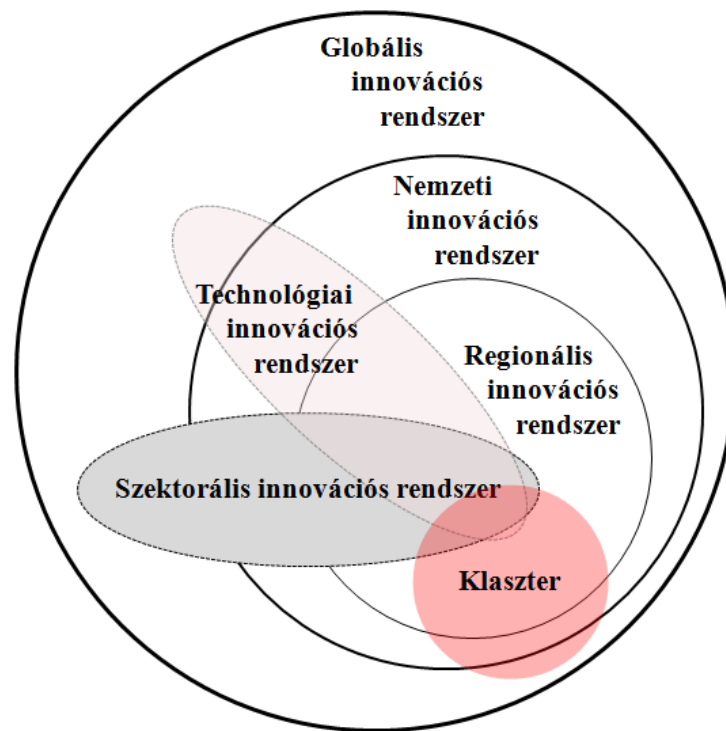 Globális
innovációs
rendszer
Nemzeti
innovációs
rendszer
Technológiai
innovációs
rendszer
Regionális
innovációs
rendszer
Szektorális innovációs rendszer
Klaszter